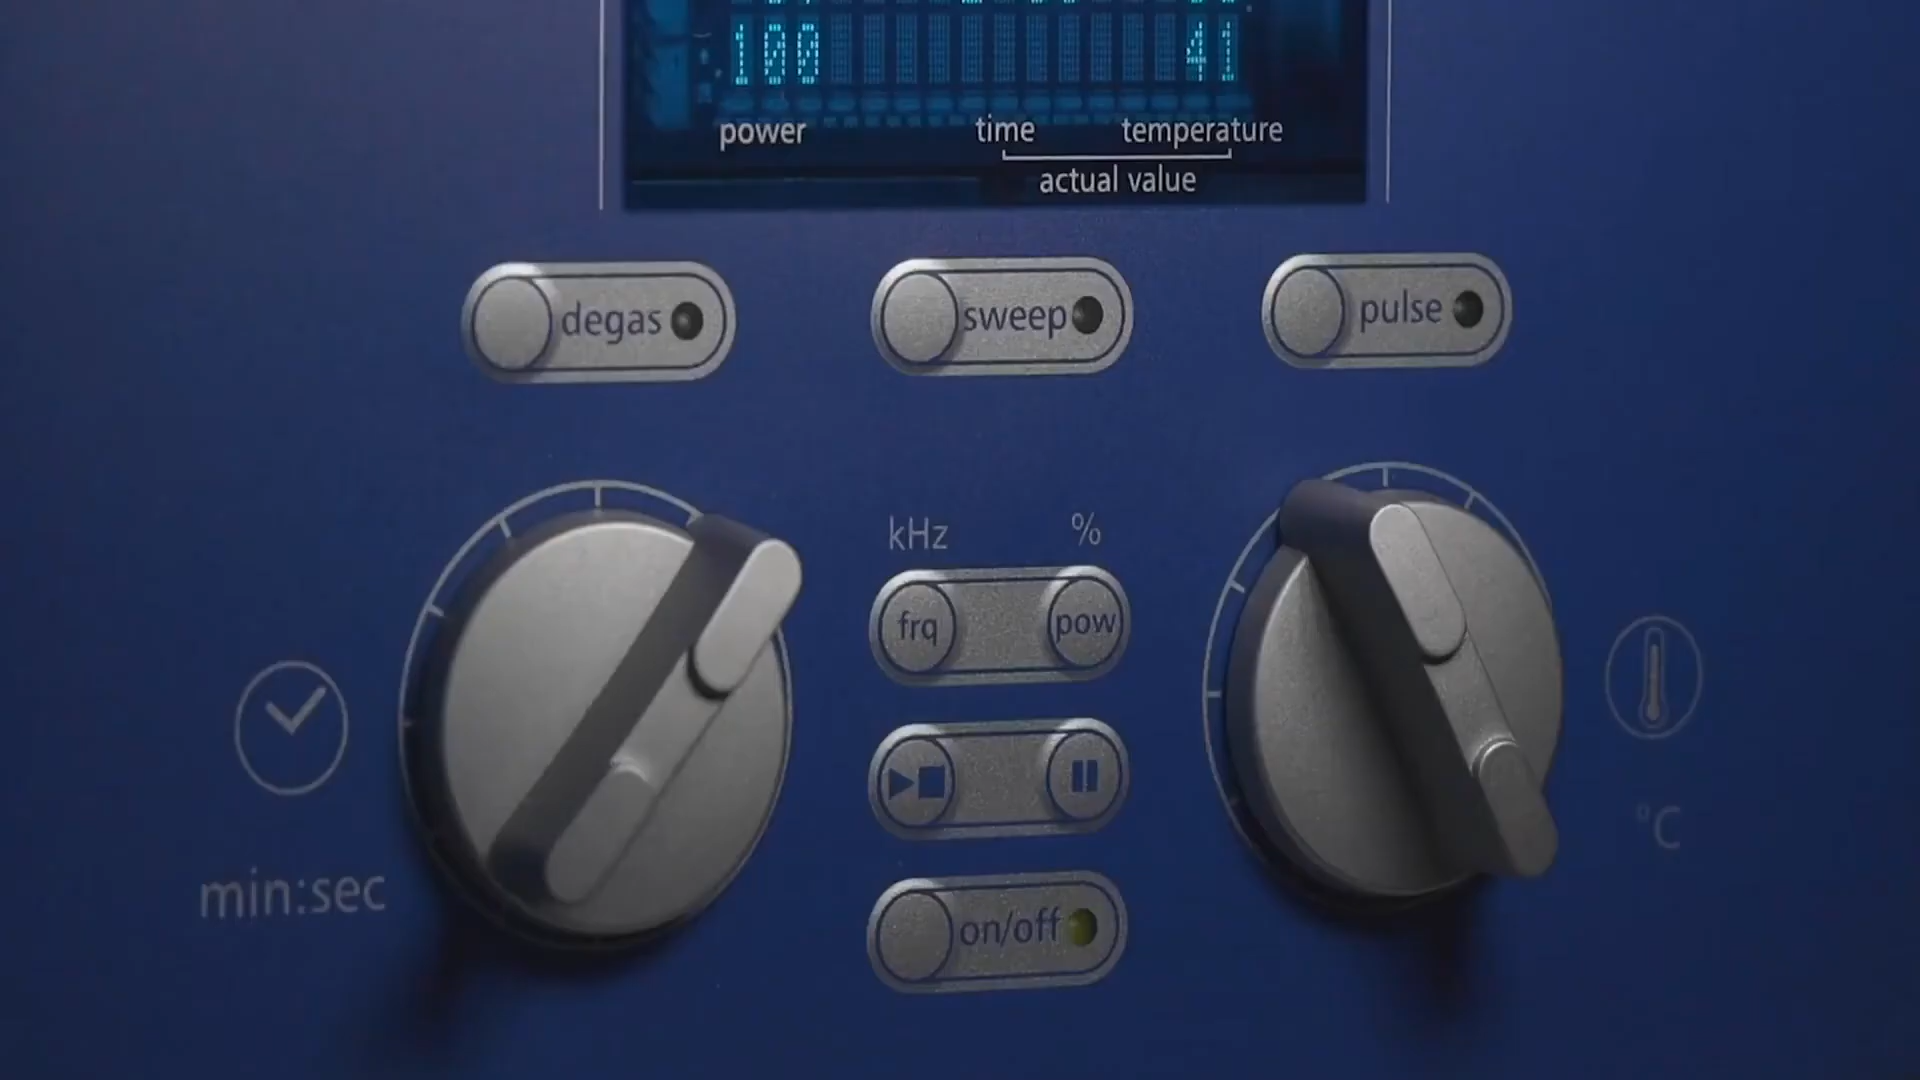 100 41
power time temperature
actual value
degas sweep pulse
kHz %
frq pow
°C
min:sec
on/off